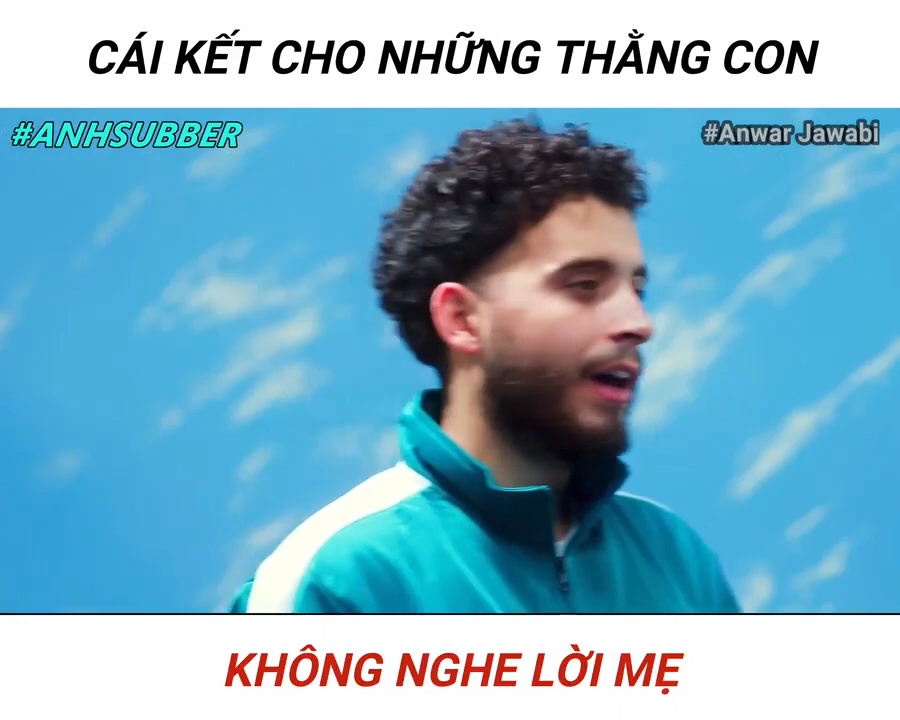 CÁI KẾT CHO NHỮNG THẰNG CON
#ANHSUBBER
#Anwar Jawabi
KHÔNG NGHE LỜI MẸ